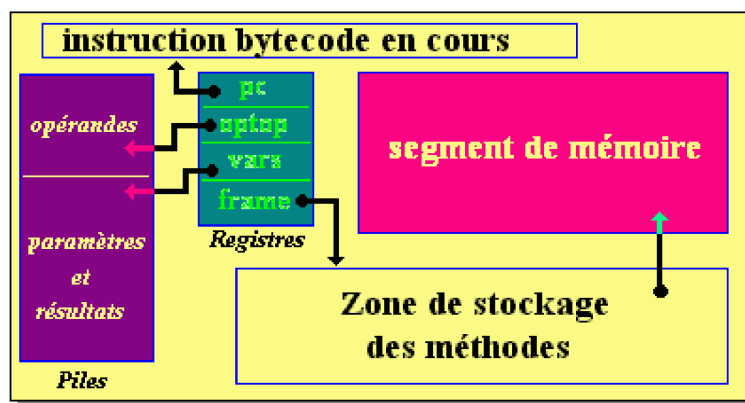 instruction bytecode en cours
opérandes
paramètres
et
résultats
Piles
pc
optop
vars
frame
Registres
segment de mémoire
Zone de stockage
des méthodes